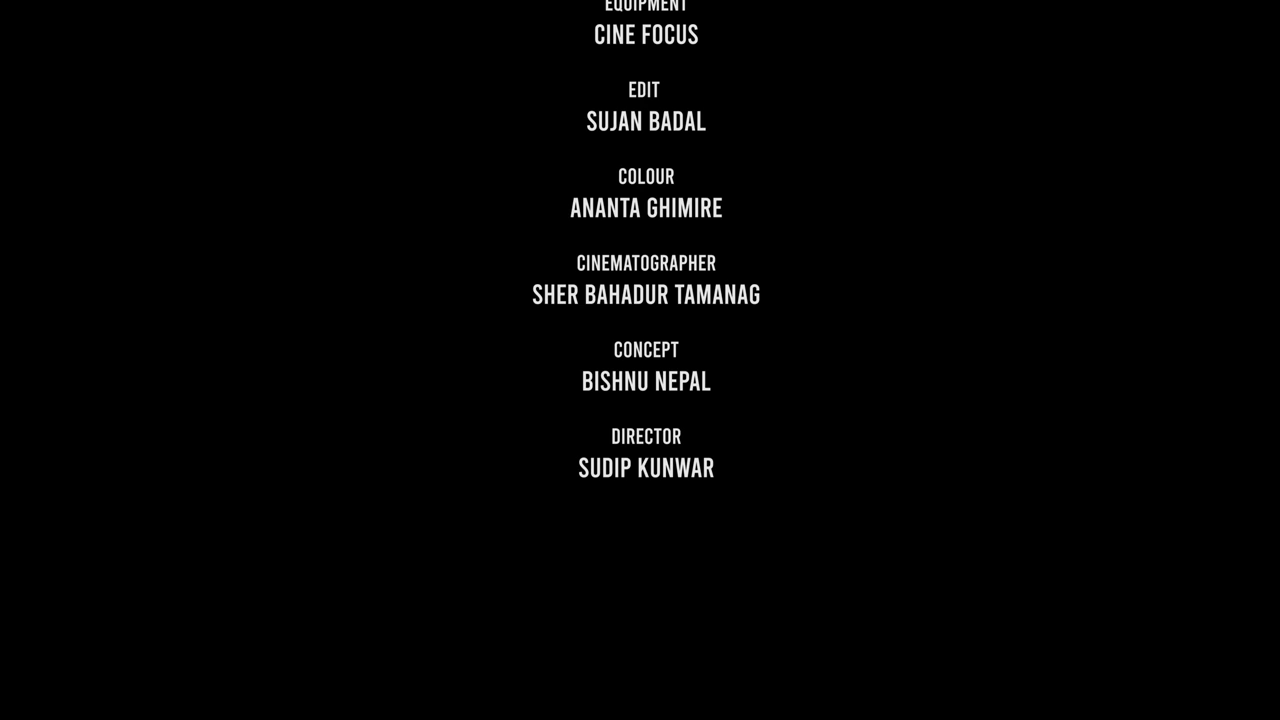 EQUIPMENT
CINE FOCUS
EDIT
SUJAN BADAL
COLOUR
ANANTA GHIMIRE
CINEMATOGRAPHER
SHER BAHADUR TAMANAG
CONCEPT
BISHNU NEPAL
DIRECTOR
SUDIP KUNWAR